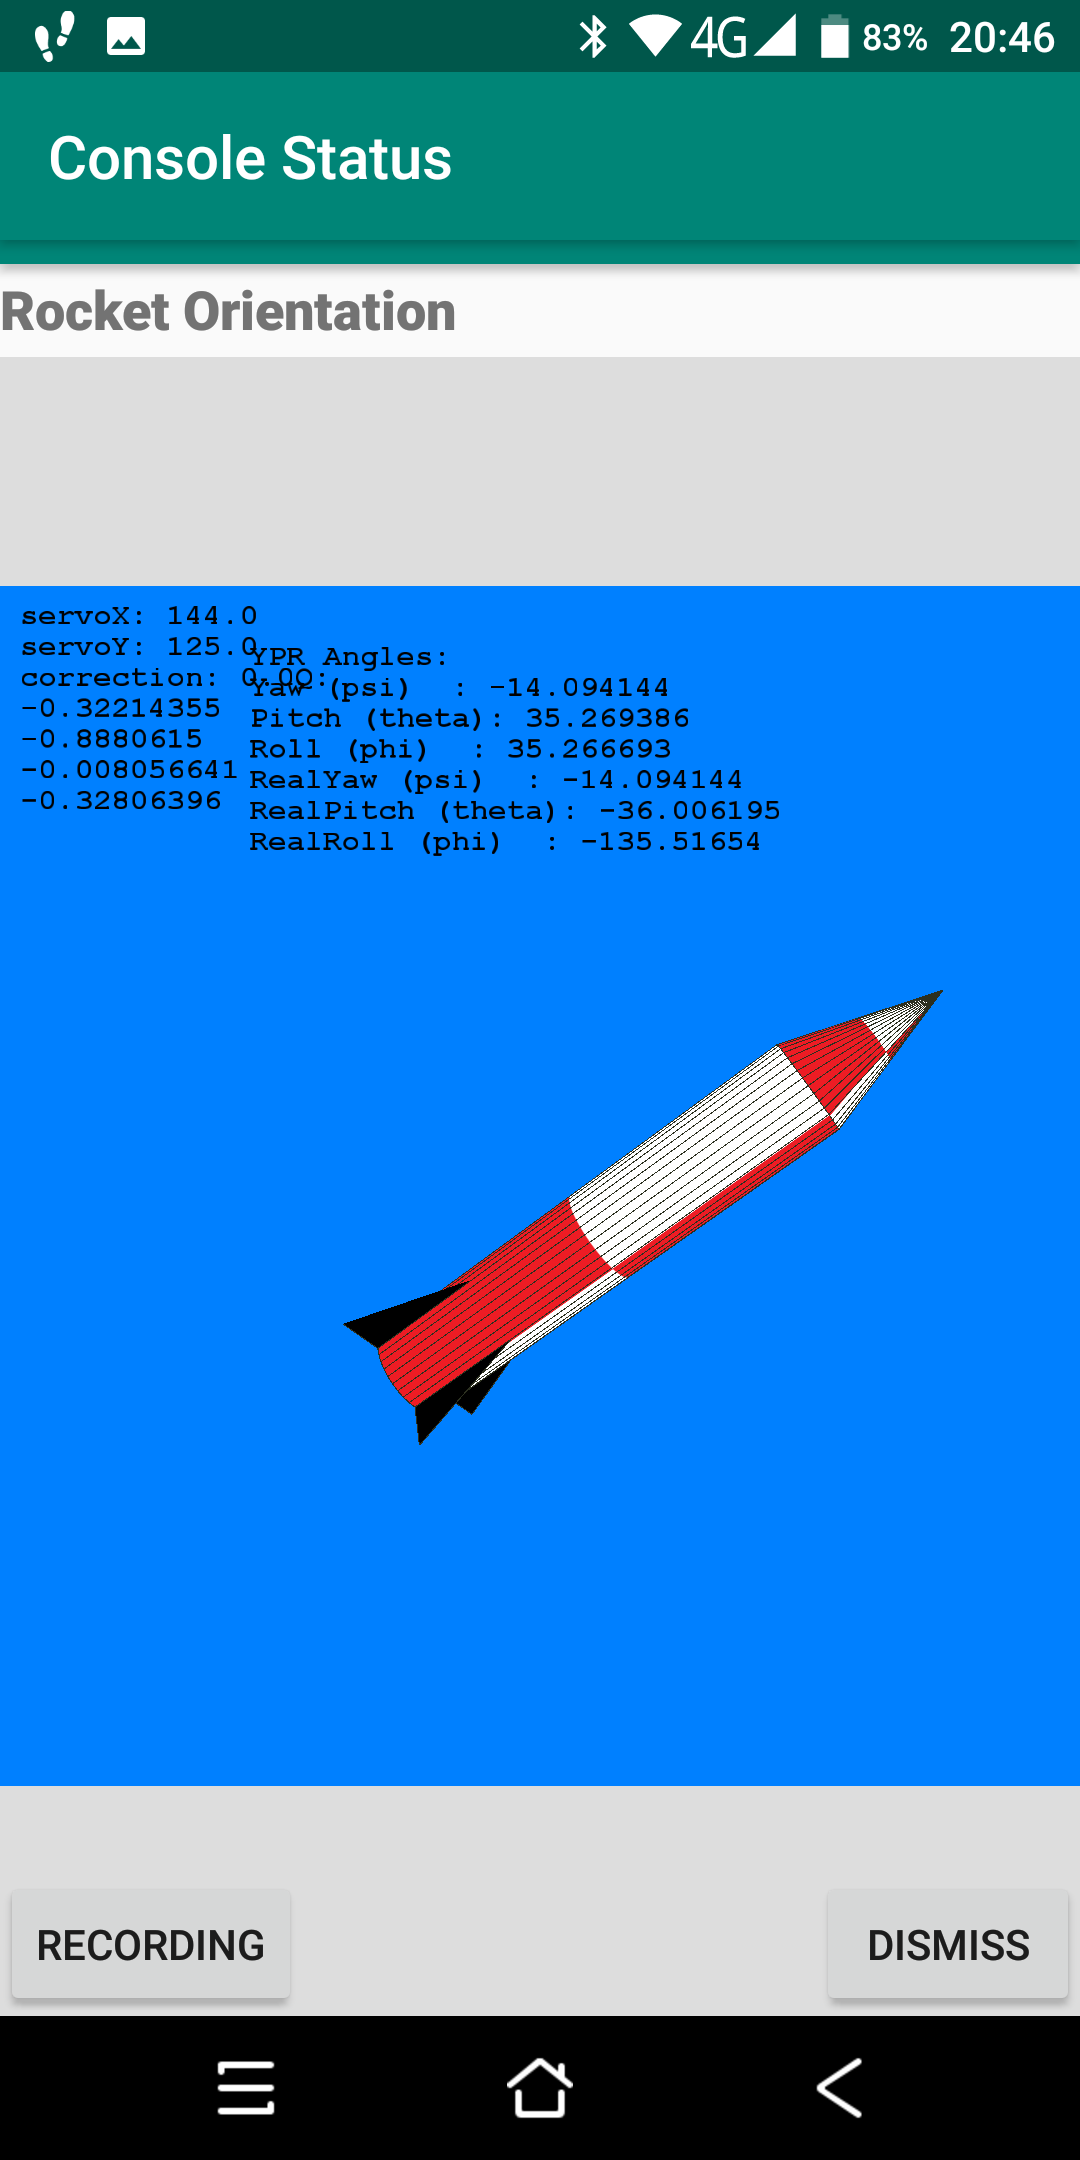 4G 83% 20:46
Console Status
Rocket Orientation
servoX: 144.0
servoY: 125.0
correction: 0.0Q:
-0.32214355
-0.8880615
-0.008056641
-0.32806396
YPR Angles:
Yaw (psi)  : -14.094144
Pitch (theta): 35.269386
Roll (phi)  : 35.266693
RealYaw (psi)  : -14.094144
RealPitch (theta): -36.006195
RealRoll (phi)  : -135.51654
RECORDING
DISMISS